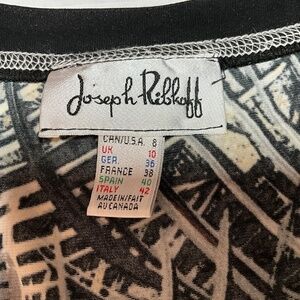 Joseph Ribkoff
CAN/U.S.A. 8
UK 10
GER. 36
FRANCE 38
SPAIN 40
ITALY 42
MADE IN/FAIT
AU CANADA